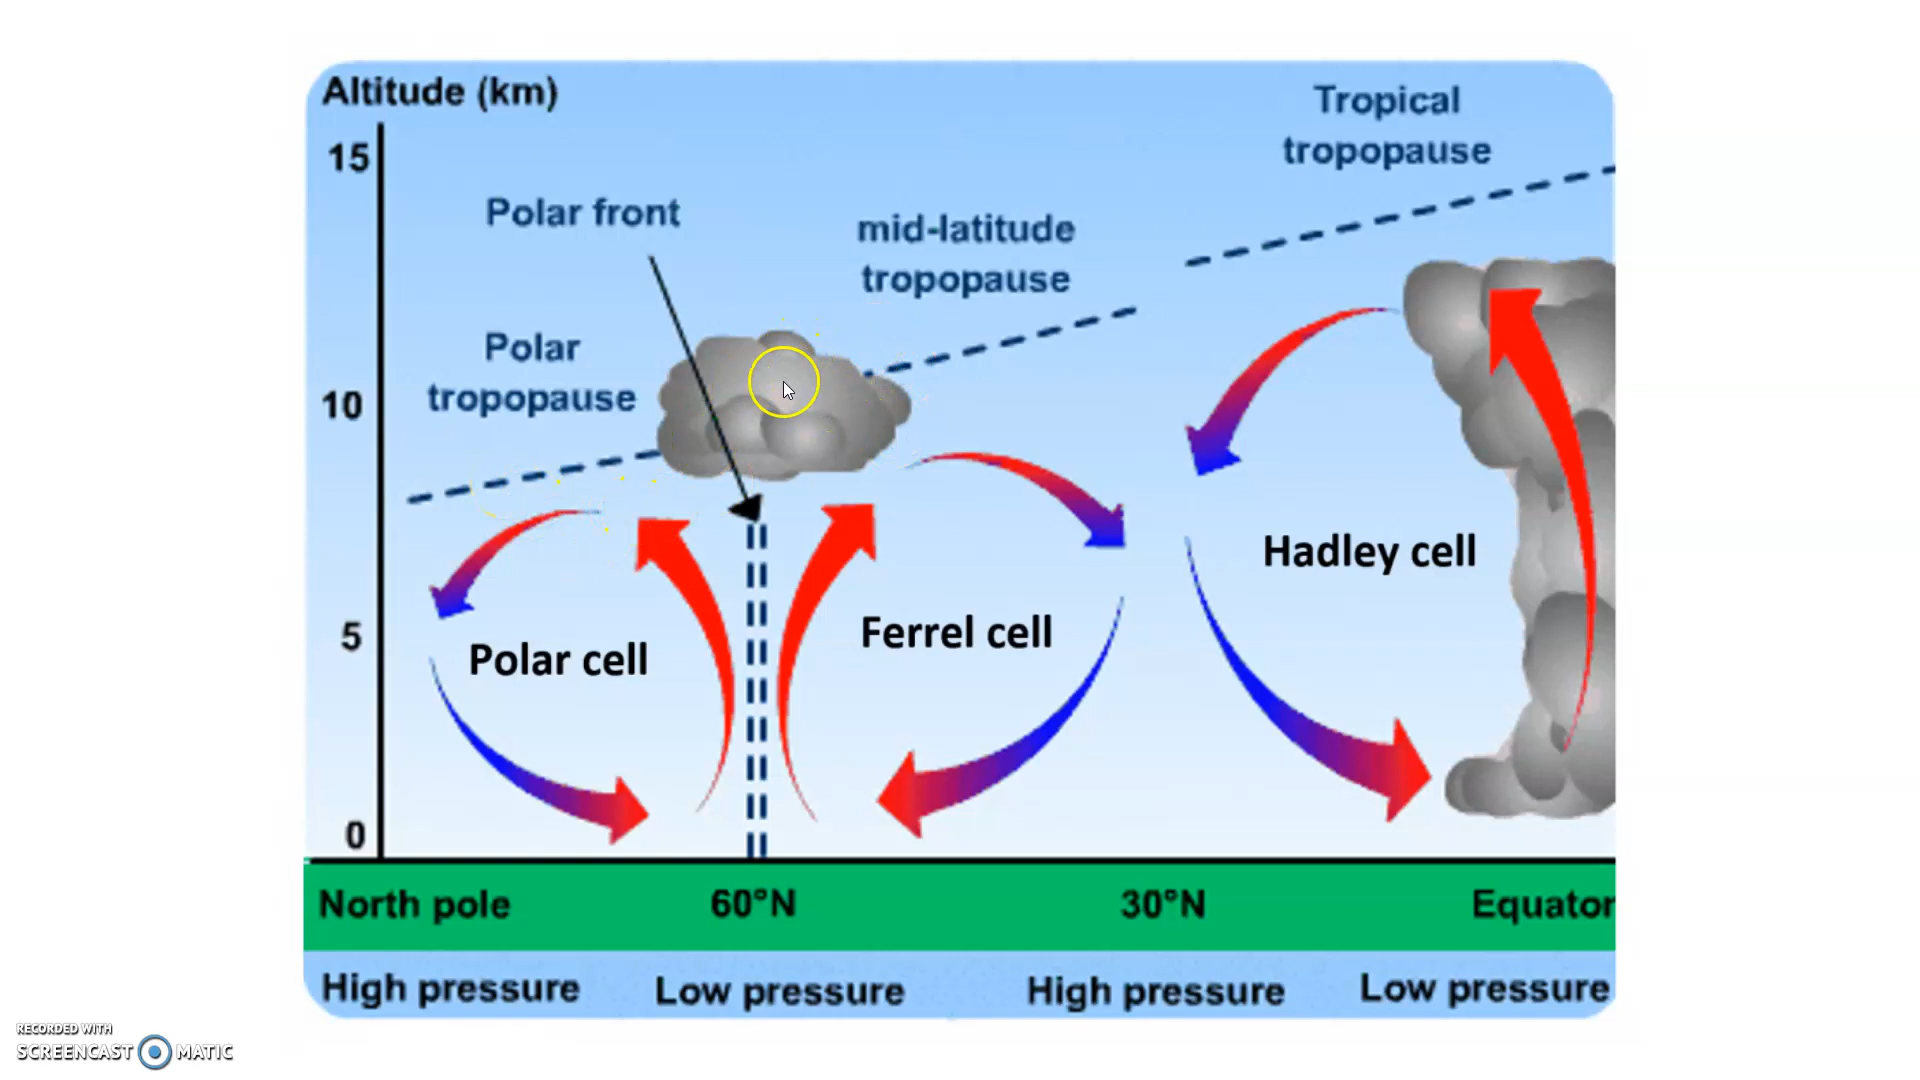 Altitude (km)
Tropical
tropopause
15
Polar front
mid-latitude
tropopause
Polar
tropopause
10
Hadley cell
5
Ferrel cell
Polar cell
0
North pole 60°N 30°N Equator
High pressure Low pressure High pressure Low pressure
RECORDED WITH
SCREENCAST MATIC